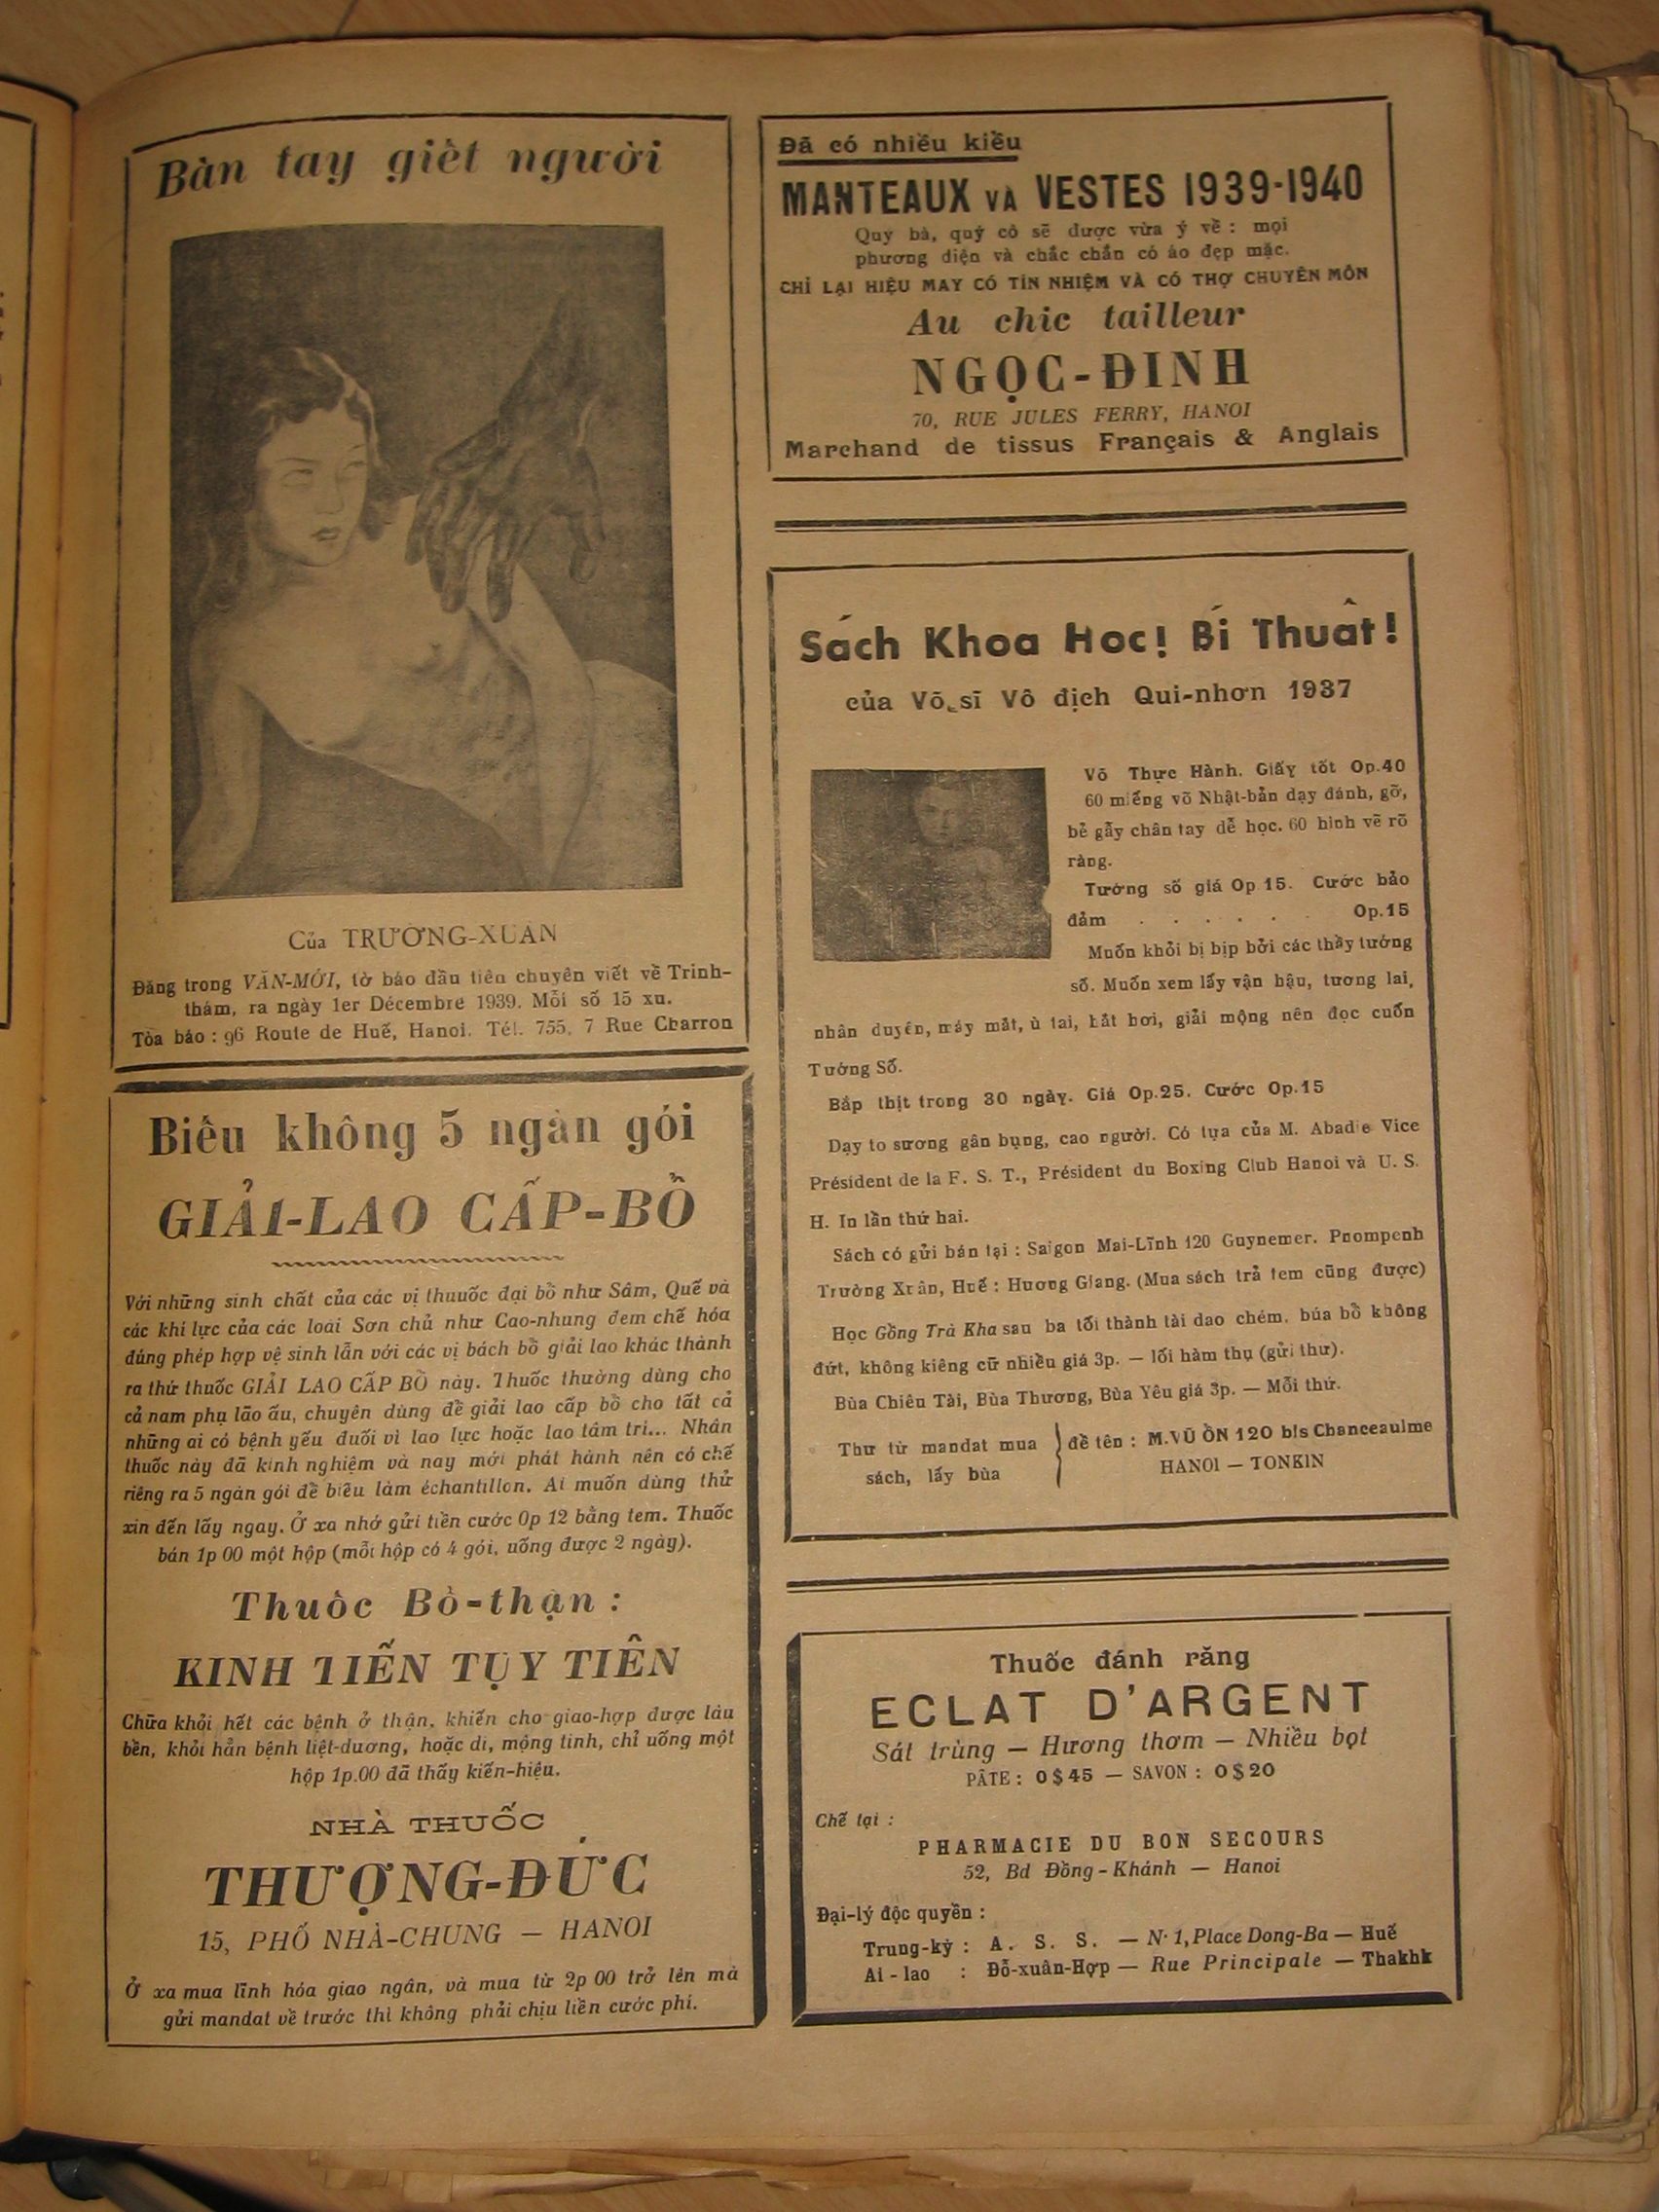 Bàn tay giết người
Của TRƯỜNG-XUÂN
Đăng trong VĂN-MỚI, tờ báo đầu tiên chuyên viết về Trinh-
thám, ra ngày 1er Décembre 1939. Mỗi số 15 xu.
Tòa báo : 96 Route de Huế, Hanoi. Tél. 755, 7 Rue Charron
Biếu không 5 ngàn gói
GIẢI-LAO CẤP-BỔ
Với những sinh chất của các vị thuuốc đại bổ như Sâm, Quế và
các khí lực của các loài Sơn chủ như Cao-nhung đem chế hóa
đúng phép hợp vệ sinh lẫn với các vị bách bổ giải lao khác thành
ra thứ thuốc GIẢI LAO CẤP BỔ này. Thuốc thường dùng cho
cả nam phụ lão ấu, chuyên dùng để giải lao cấp bổ cho tất cả
những ai có bệnh yếu đuối vì lao lực hoặc lao tâm trí... Nhân
thuốc này đã kinh nghiệm và nay mới phát hành nên có chế
riêng ra 5 ngàn gói để biếu làm échantillon. Ai muốn dùng thử
xin đến lấy ngay. Ở xa nhớ gửi tiền cước 0p 12 bằng tem. Thuốc
bán 1p 00 một hộp (mỗi hộp có 4 gói, uống được 2 ngày).
Thuốc Bổ-thận :
KINH TIẾN TỤY TIÊN
Chữa khỏi hết các bệnh ở thận, khiến cho giao-hợp được lâu
bền, khỏi hẳn bệnh liệt-dương, hoặc di, mộng tinh, chỉ uống một
hộp 1p.00 đã thấy kiến-hiệu.
NHÀ THUỐC
THƯỢNG-ĐỨC
15, PHỐ NHÀ-CHUNG — HANOI
Ở xa mua lĩnh hóa giao ngân, và mua từ 2p 00 trở lên mà
gửi mandat về trước thì không phải chịu tiền cước phí.
Đã có nhiều kiểu
MANTEAUX VÀ VESTES 1939-1940
Quý bà, quý cô sẽ được vừa ý về : mọi
phương diện và chắc chắn có áo đẹp mặc.
CHỈ LẠI HIỆU MAY CÓ TÍN NHIỆM VÀ CÓ THỢ CHUYÊN MÔN
Au chic tailleur
NGỌC-ĐINH
70, RUE JULES FERRY, HANOI
Marchand de tissus Français & Anglais
Sách Khoa Hoc! Bí Thuât!
của Võ sĩ Vô địch Qui-nhơn 1937
Võ Thực Hành. Giấy tốt Op.40
60 miếng võ Nhật-bản dạy đánh, gỡ,
bẻ gẫy chân tay dễ học. 60 hình vẽ rõ
ràng.
Tướng số giá Op 15. Cước bảo
đảm . . . . . Op.15
Muốn khỏi bị bịp bởi các thầy tướng
số. Muốn xem lấy vận hậu, tương lai,
nhân duyên, máy mắt, ù tai, hắt hơi, giải mộng nên đọc cuốn
Tướng Số.
Bắp thịt trong 30 ngày. Giá Op.25. Cước Op.15
Dạy to sương gân bụng, cao người. Có tựa của M. Abadie Vice
Président de la F. S. T., Président du Boxing Club Hanoi và U. S.
H. In lần thứ hai.
Sách có gửi bán tại : Saigon Mai-Lĩnh 120 Guynemer. Pnompenh
Trường Xuân, Huế : Hương Giang. (Mua sách trả tem cũng được)
Học Gồng Trà Kha sau ba tối thành tài dao chém, búa bổ không
đứt, không kiêng cữ nhiều giá 3p. — lối hàm thụ (gửi thư).
Bùa Chiêu Tài, Bùa Thương, Bùa Yêu giá 3p. — Mỗi thứ.
Thư từ mandat mua sách, lấy bùa } đề tên : M.VŨ ÔN 120 bis Chanceaulme
HANOI — TONKIN
Thuốc đánh răng
ECLAT D'ARGENT
Sát trùng — Hương thơm — Nhiều bọt
PÂTE : 0$45 — SAVON : 0$20
Chế tại :
PHARMACIE DU BON SECOURS
52, Bd Đồng-Khánh — Hanoi
Đại-lý độc quyền :
Trung-kỳ : A. S. S. — N· 1, Place Dong-Ba — Huế
Ai-lao : Đỗ-xuân-Hợp — Rue Principale — Thakhk